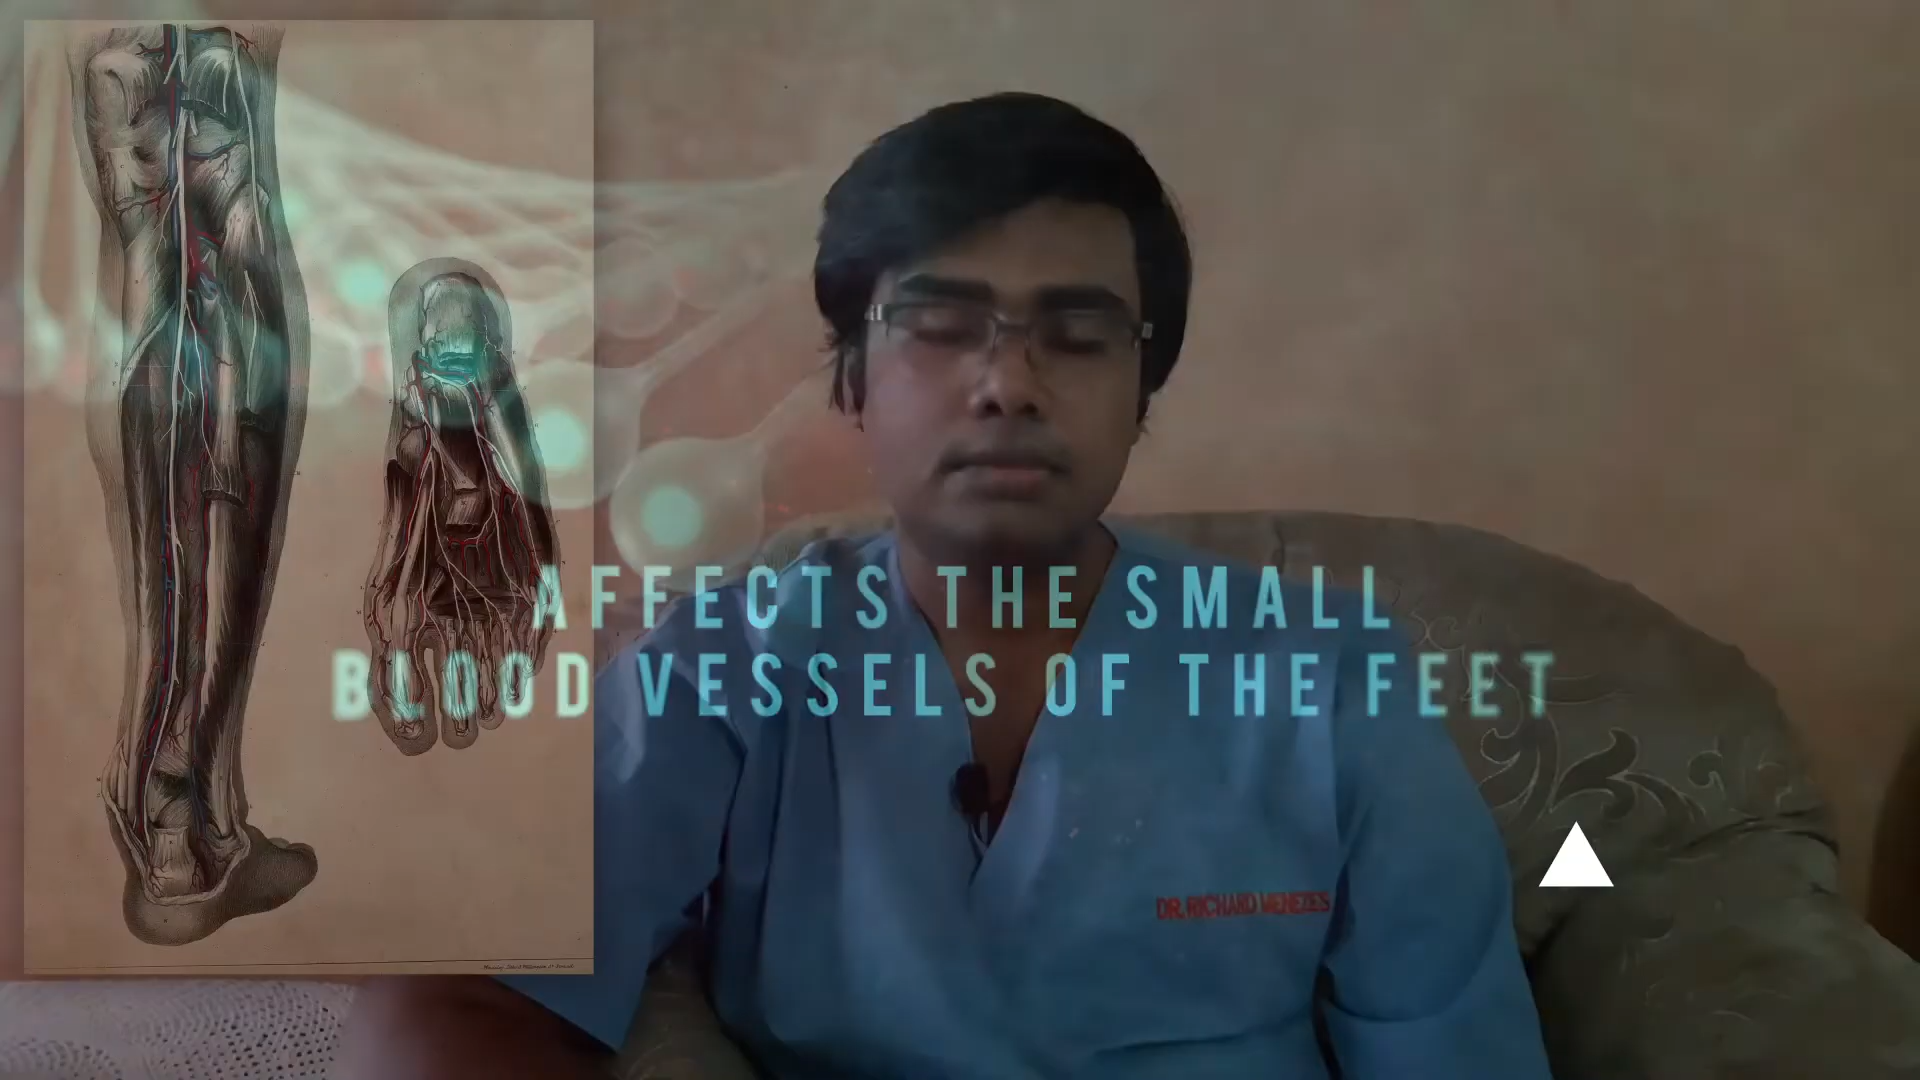 AFFECTS THE SMALL
BLOOD VESSELS OF THE FEET
DR. RICHARD MENEZES